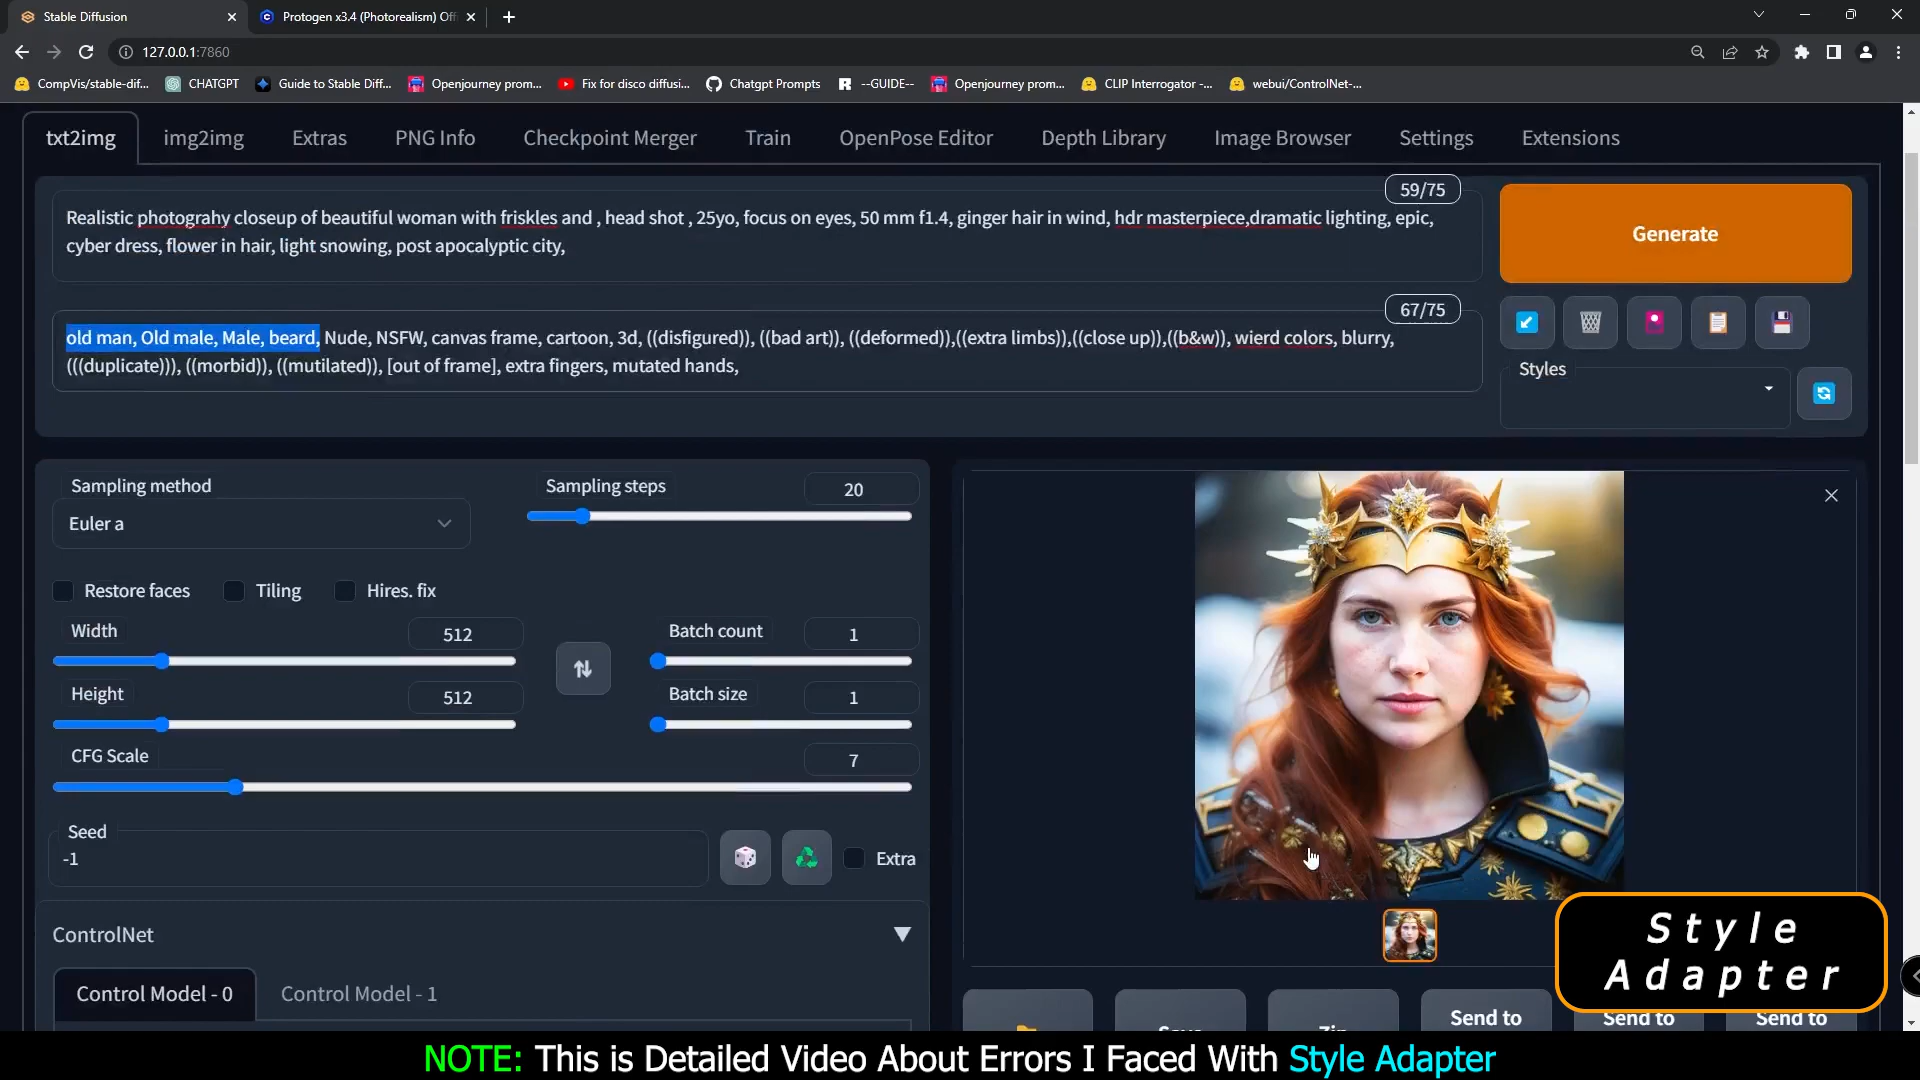 Stable Diffusion
Protogen x3.4 (Photorealism) Off
127.0.0.1:7860
CompVis/stable-dif...
CHATGPT
Guide to Stable Diff...
Openjourney prom...
Fix for disco diffusi...
Chatgpt Prompts
--GUIDE--
Openjourney prom...
CLIP Interrogator -...
webui/ControlNet-...
txt2img
img2img
Extras
PNG Info
Checkpoint Merger
Train
OpenPose Editor
Depth Library
Image Browser
Settings
Extensions
59/75
Realistic photograhy closeup of beautiful woman with friskles and , head shot , 25yo, focus on eyes, 50 mm f1.4, ginger hair in wind, hdr masterpiece,dramatic lighting, epic,
cyber dress, flower in hair, light snowing, post apocalyptic city,
Generate
67/75
old man, Old male, Male, beard, Nude, NSFW, canvas frame, cartoon, 3d, ((disfigured)), ((bad art)), ((deformed)),((extra limbs)),((close up)),((b&w)), wierd colors, blurry,
(((duplicate))), ((morbid)), ((mutilated)), [out of frame], extra fingers, mutated hands,
Styles
Sampling method
Euler a
Sampling steps
20
Restore faces
Tiling
Hires. fix
Width
512
Batch count
1
Height
512
Batch size
1
CFG Scale
7
Seed
-1
Extra
ControlNet
Control Model - 0
Control Model - 1
Save
Zip
Send to
Send to
Send to
Style
Adapter
NOTE: This is Detailed Video About Errors I Faced With Style Adapter